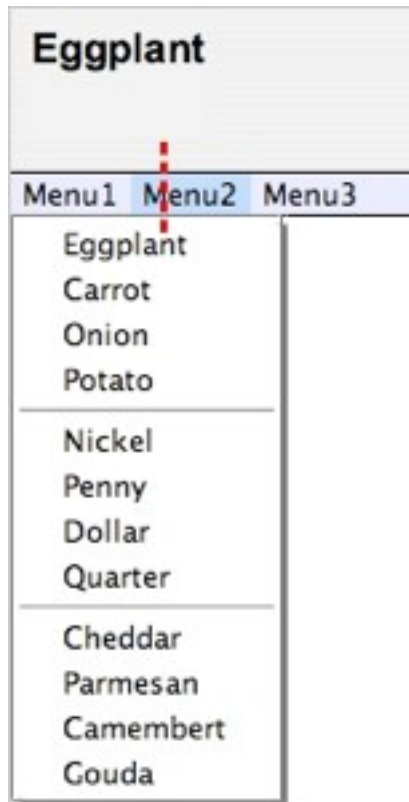 Eggplant
Menu1 Menu2 Menu3
Eggplant
Carrot
Onion
Potato
Nickel
Penny
Dollar
Quarter
Cheddar
Parmesan
Camembert
Gouda